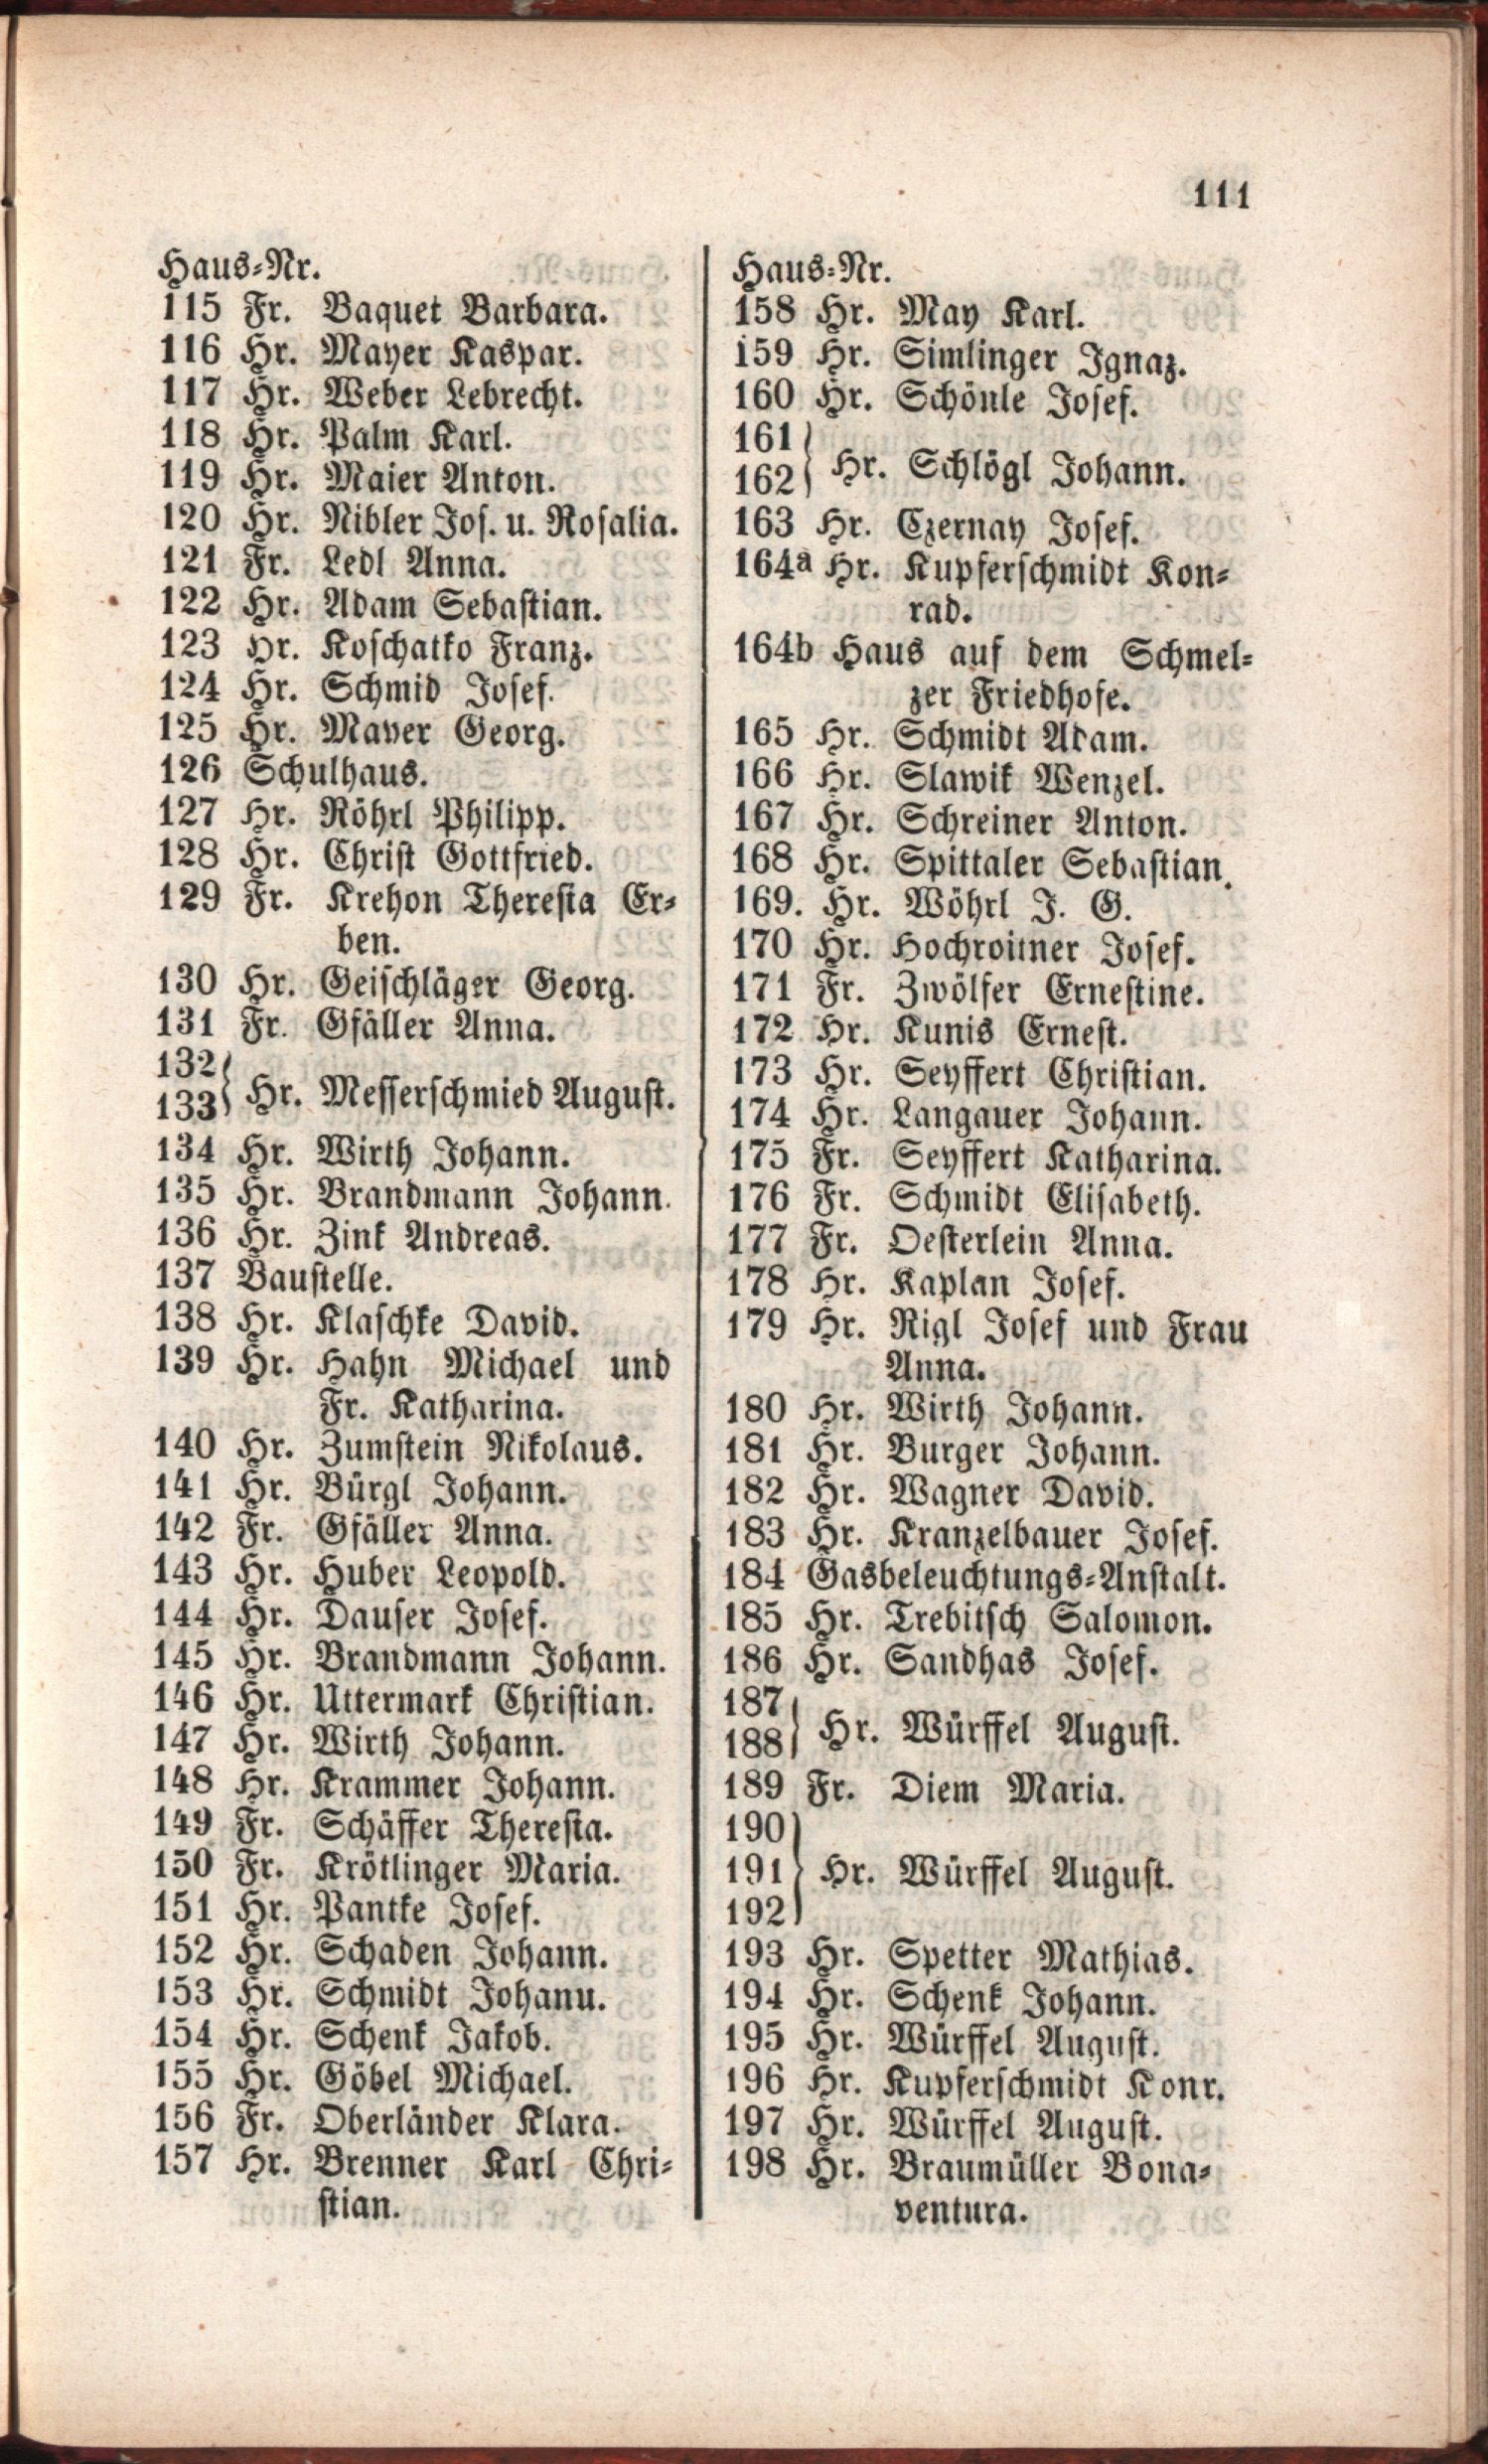 111
Haus-Nr.
115 Fr. Baquet Barbara.
116 Hr. Mayer Kaspar.
117 Hr. Weber Lebrecht.
118 Hr. Palm Karl.
119 Hr. Maier Anton.
120 Hr. Nibler Jos. u. Rosalia.
121 Fr. Ledl Anna.
122 Hr. Adam Sebastian.
123 Hr. Koschatko Franz.
124 Hr. Schmid Josef.
125 Hr. Mayer Georg.
126 Schulhaus.
127 Hr. Röhrl Philipp.
128 Hr. Christ Gottfried.
129 Fr. Krehon Theresia Er-
ben.
130 Hr. Geischläger Georg.
131 Fr. Gfäller Anna.
132
133} Hr. Messerschmied August.
134 Hr. Wirth Johann.
135 Hr. Brandmann Johann.
136 Hr. Zink Andreas.
137 Baustelle.
138 Hr. Klaschke David.
139 Hr. Hahn Michael und
Fr. Katharina.
140 Hr. Zumstein Nikolaus.
141 Hr. Bürgl Johann.
142 Fr. Gfäller Anna.
143 Hr. Huber Leopold.
144 Hr. Dauser Josef.
145 Hr. Brandmann Johann.
146 Hr. Uttermark Christian.
147 Hr. Wirth Johann.
148 Hr. Krammer Johann.
149 Fr. Schäffer Theresia.
150 Fr. Krötlinger Maria.
151 Hr. Pantke Josef.
152 Hr. Schaden Johann.
153 Hr. Schmidt Johanu.
154 Hr. Schenk Jakob.
155 Hr. Göbel Michael.
156 Fr. Oberländer Klara.
157 Hr. Brenner Karl Chri-
stian.
Haus-Nr.
158 Hr. May Karl.
159 Hr. Simlinger Ignaz.
160 Hr. Schönle Josef.
161
162} Hr. Schlögl Johann.
163 Hr. Czernay Josef.
164a Hr. Kupferschmidt Kon-
rad.
164b Haus auf dem Schmel-
zer Friedhofe.
165 Hr. Schmidt Adam.
166 Hr. Slawik Wenzel.
167 Hr. Schreiner Anton.
168 Hr. Spittaler Sebastian.
169. Hr. Wöhrl J. G.
170 Hr. Hochroitner Josef.
171 Fr. Zwölfer Ernestine.
172 Hr. Kunis Ernest.
173 Hr. Seyffert Christian.
174 Hr. Langauer Johann.
175 Fr. Seyffert Katharina.
176 Fr. Schmidt Elisabeth.
177 Fr. Oesterlein Anna.
178 Hr. Kaplan Josef.
179 Hr. Rigl Josef und Frau
Anna.
180 Hr. Wirth Johann.
181 Hr. Burger Johann.
182 Hr. Wagner David.
183 Hr. Kranzelbauer Josef.
184 Gasbeleuchtungs-Anstalt.
185 Hr. Trebitsch Salomon.
186 Hr. Sandhas Josef.
187
188} Hr. Würffel August.
189 Fr. Diem Maria.
190
191} Hr. Würffel August.
192
193 Hr. Spetter Mathias.
194 Hr. Schenk Johann.
195 Hr. Würffel August.
196 Hr. Kupferschmidt Konr.
197 Hr. Würffel August.
198 Hr. Braumüller Bona-
ventura.